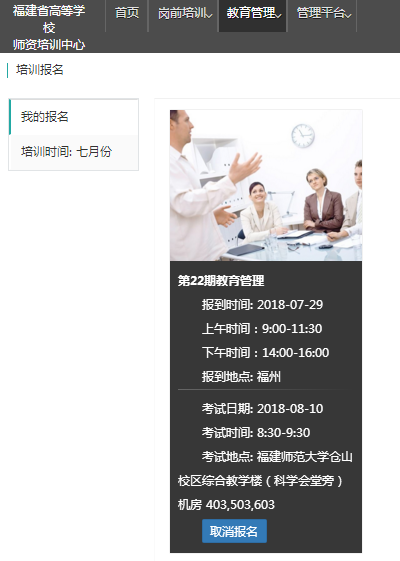 福建省高等学
校
师资培训中心
首页
岗前培训
教育管理
管理平台
培训报名
我的报名
培训时间: 七月份
第22期教育管理
报到时间: 2018-07-29
上午时间：9:00-11:30
下午时间：14:00-16:00
报到地点: 福州
考试日期: 2018-08-10
考试时间: 8:30-9:30
考试地点: 福建师范大学仓山
校区综合教学楼（科学会堂旁）
机房 403,503,603
取消报名